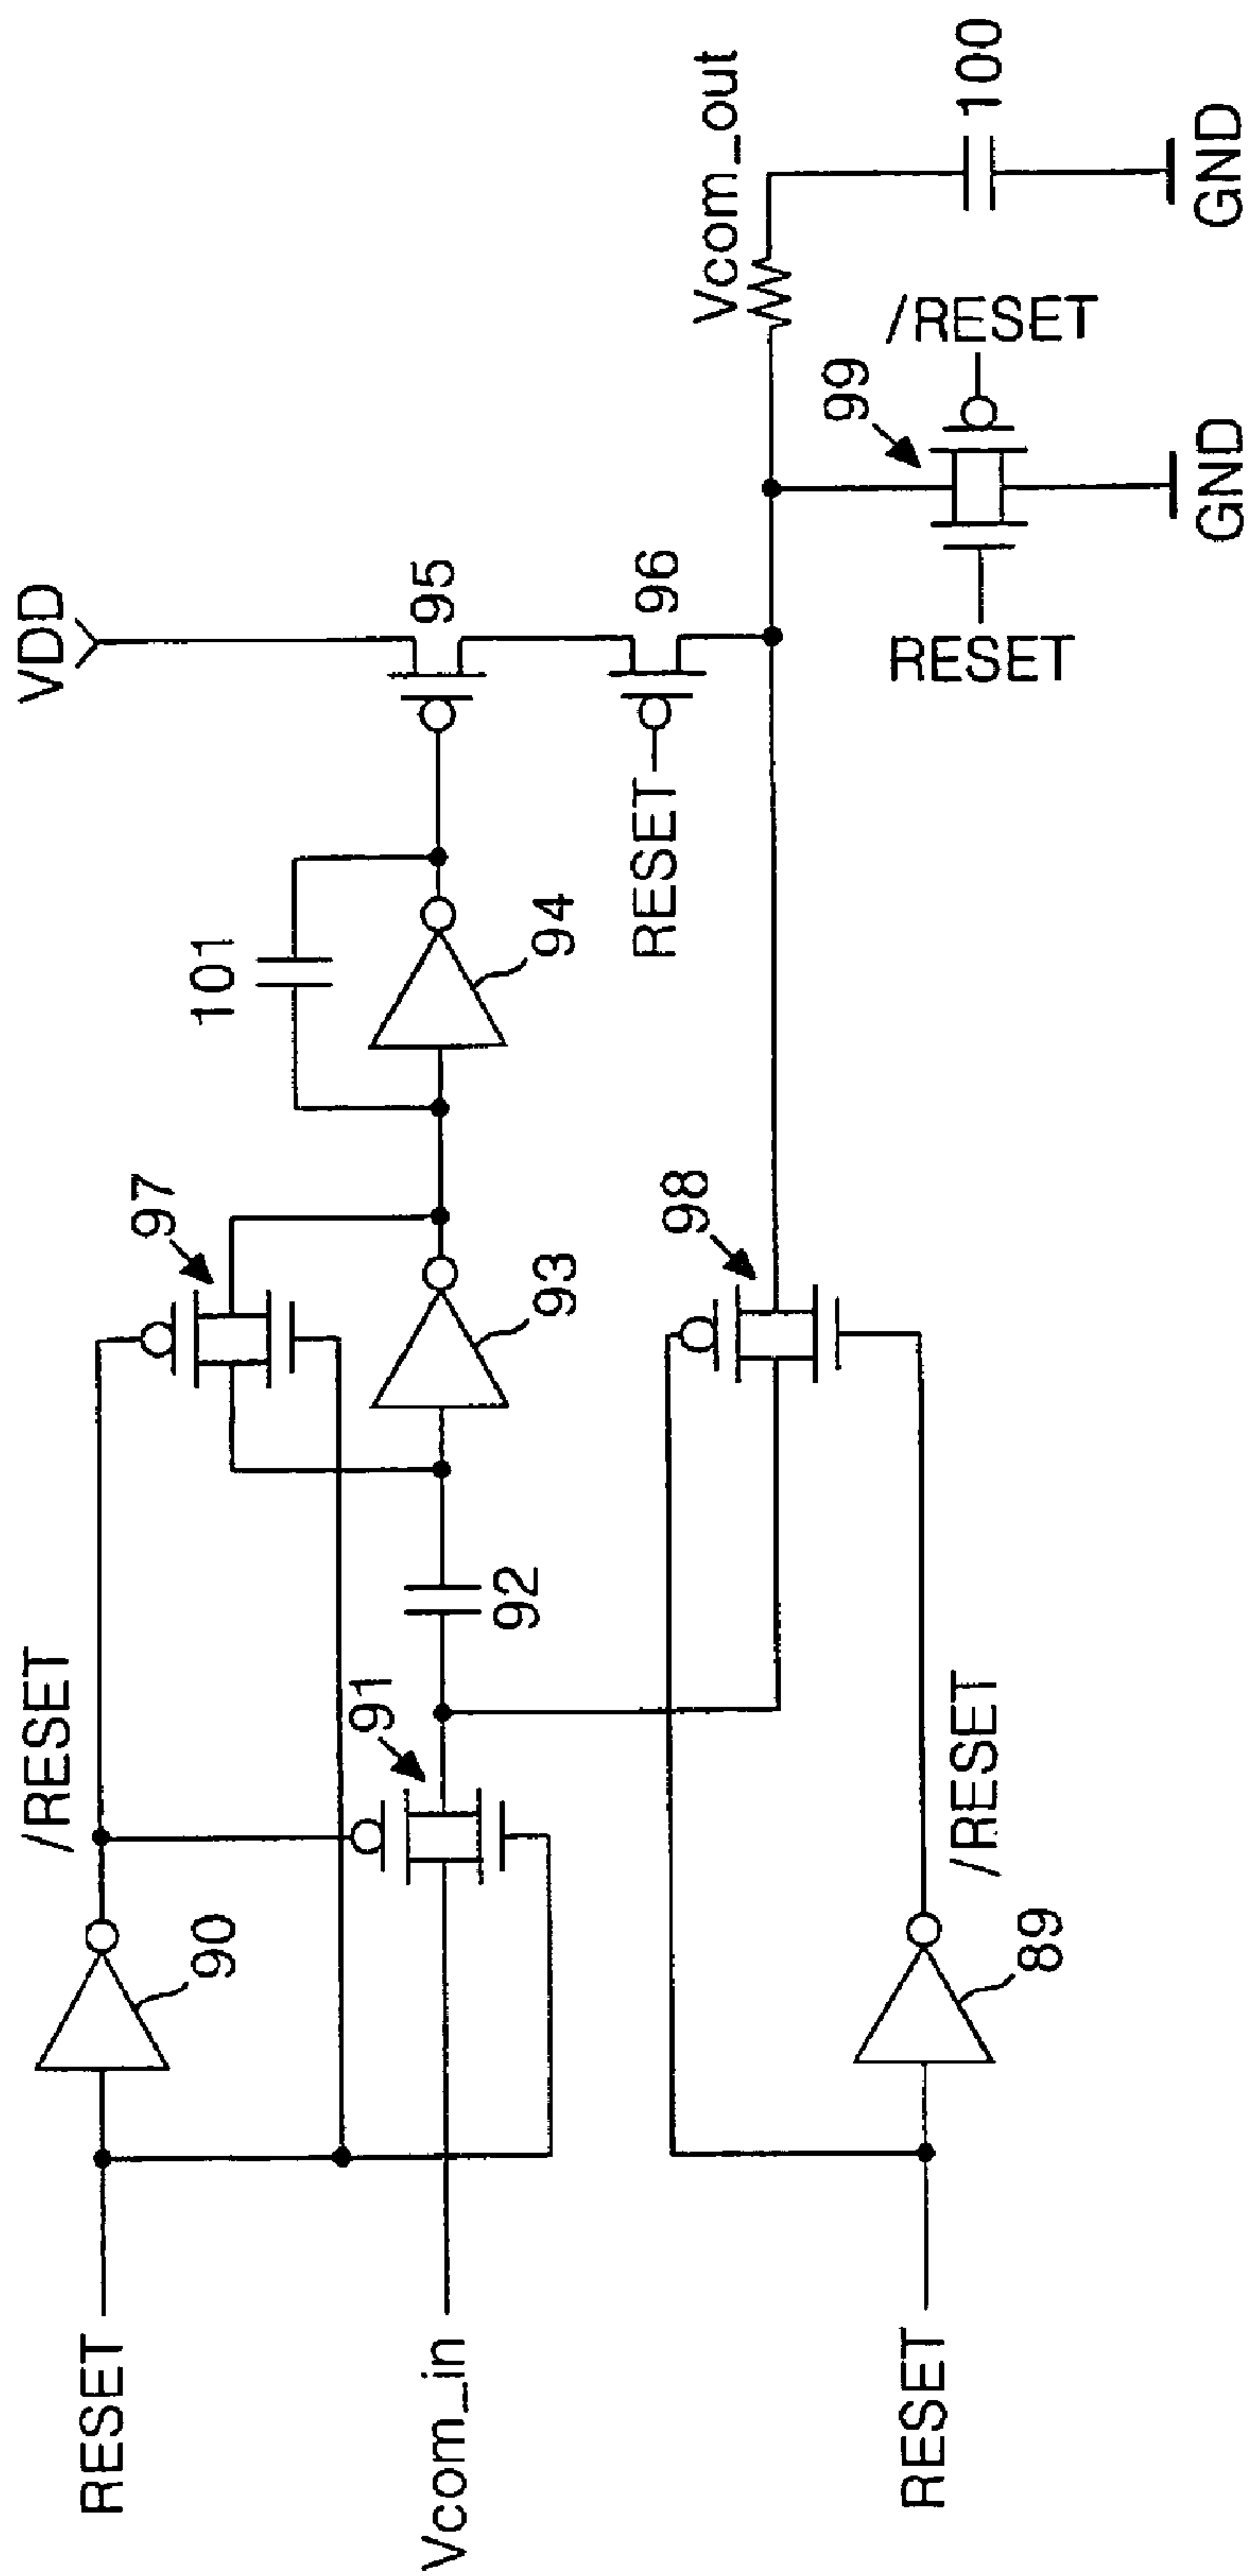 RESET
90
/RESET
97
101
VDD
Vcom_in
91
92
93
94
95
RESET
96
98
Vcom_out
99
/RESET
RESET
100
RESET
89
/RESET
GND
GND